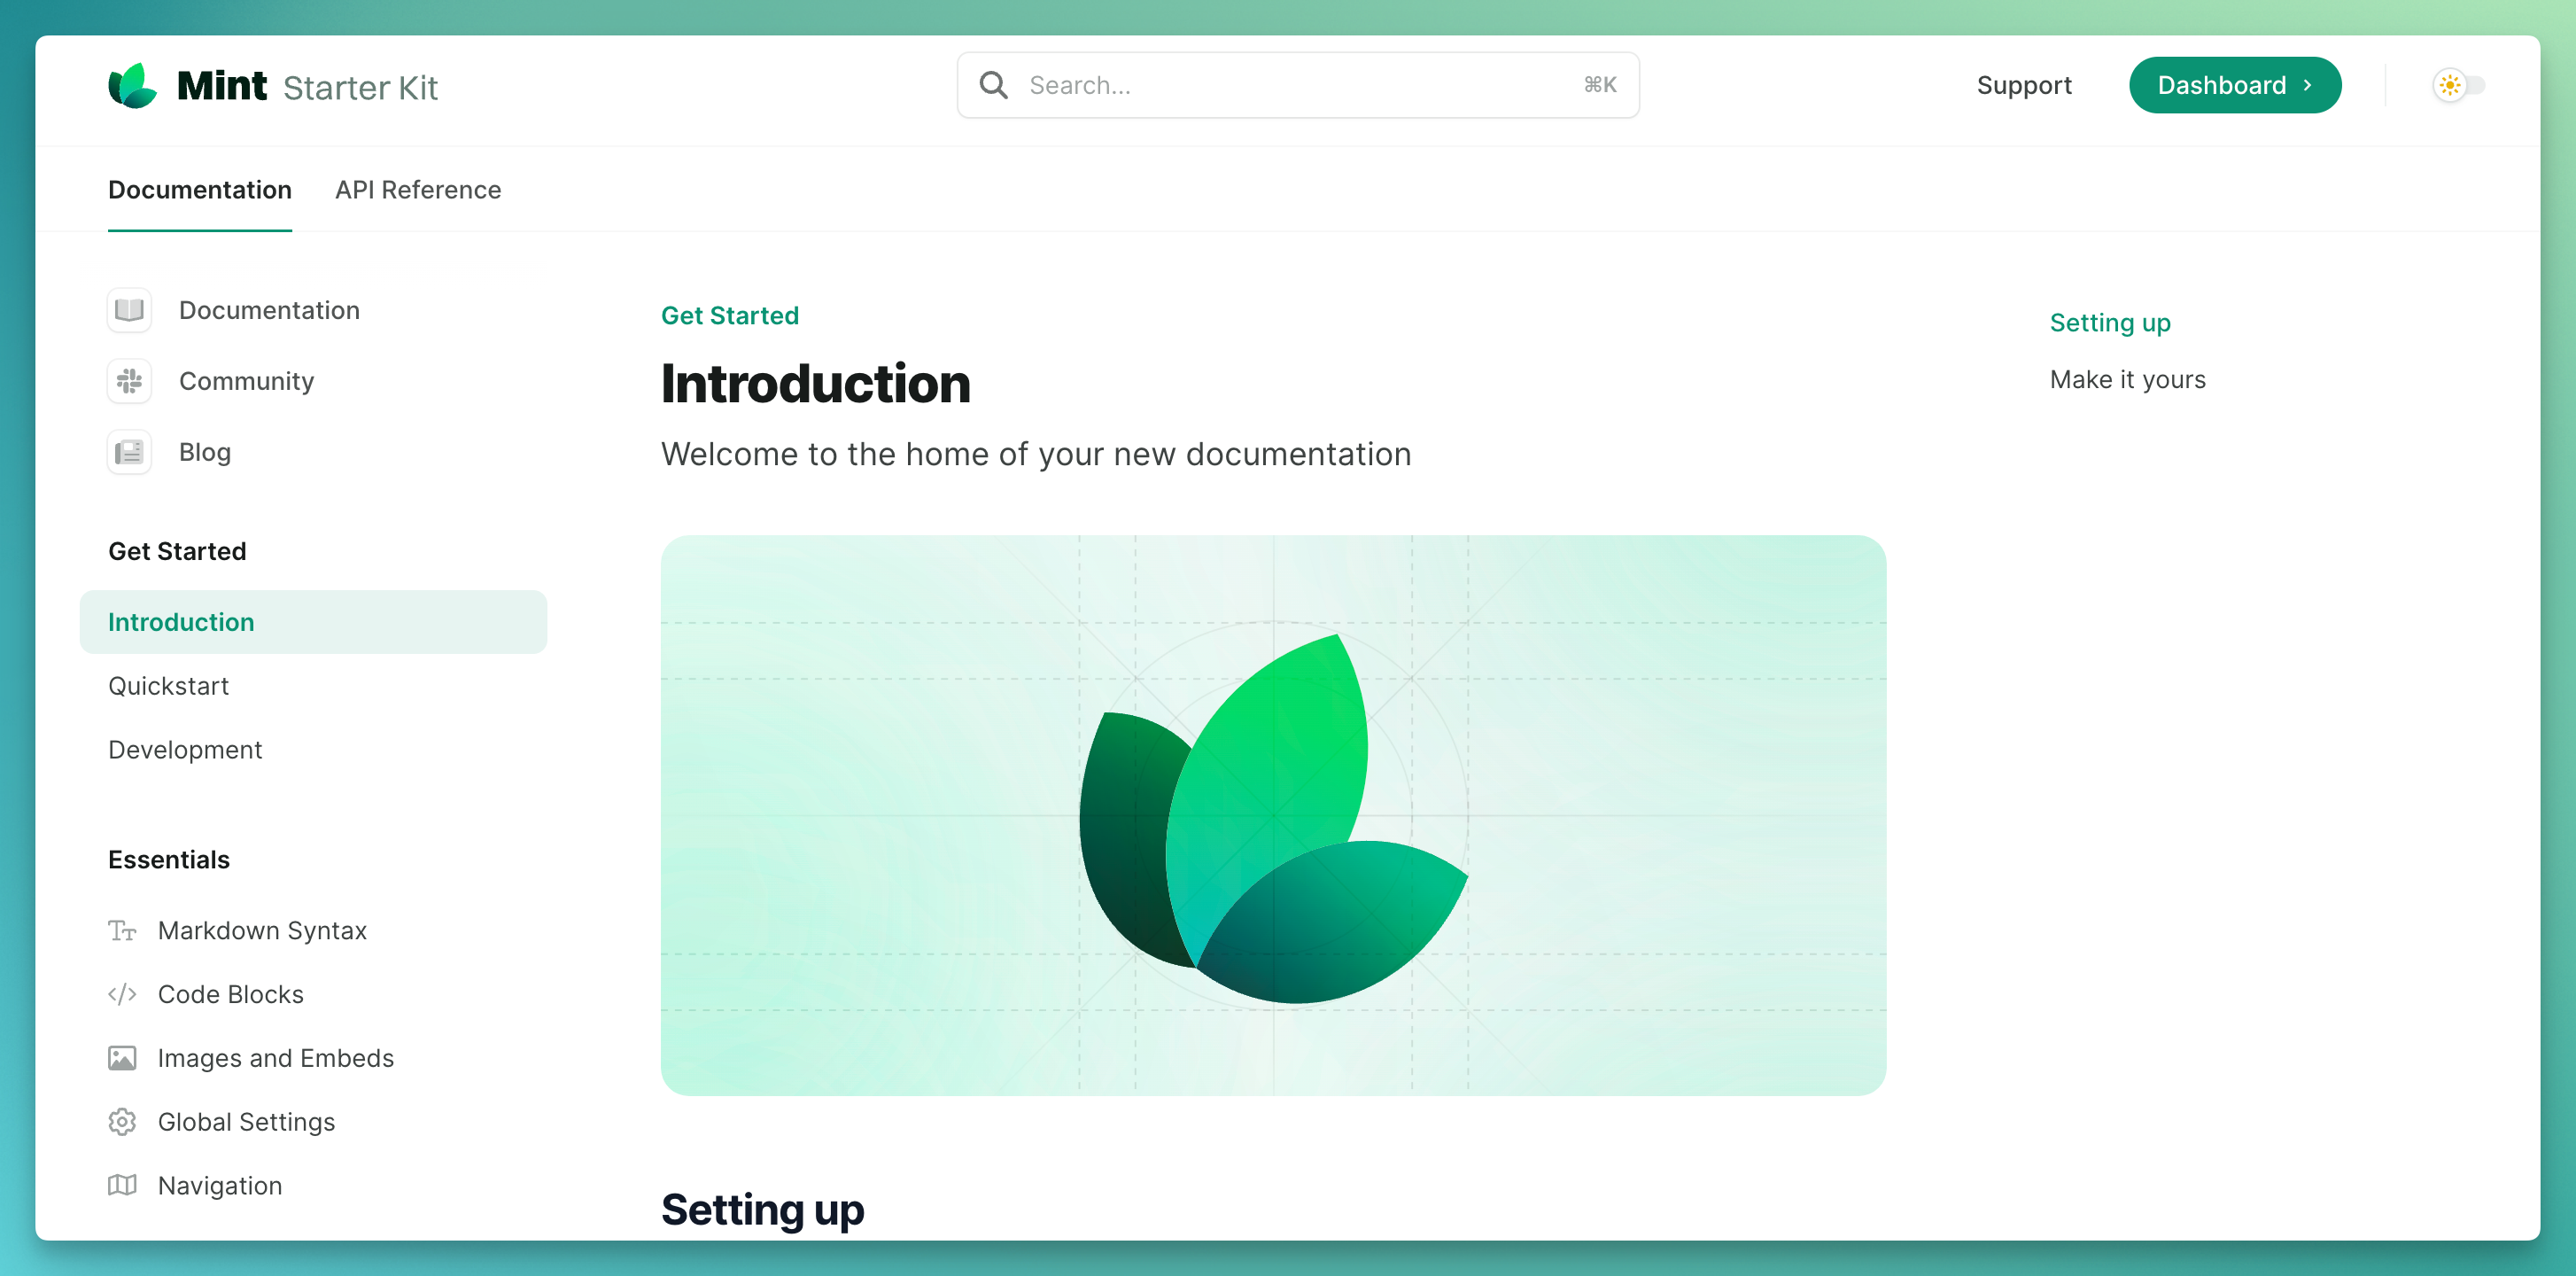 Mint Starter Kit
Search...
⌘K
Support
Dashboard
Documentation
API Reference
Documentation
Community
Blog
Get Started
Introduction
Quickstart
Development
Essentials
Markdown Syntax
Code Blocks
Images and Embeds
Global Settings
Navigation
Get Started
Introduction
Welcome to the home of your new documentation
Setting up
Setting up
Make it yours